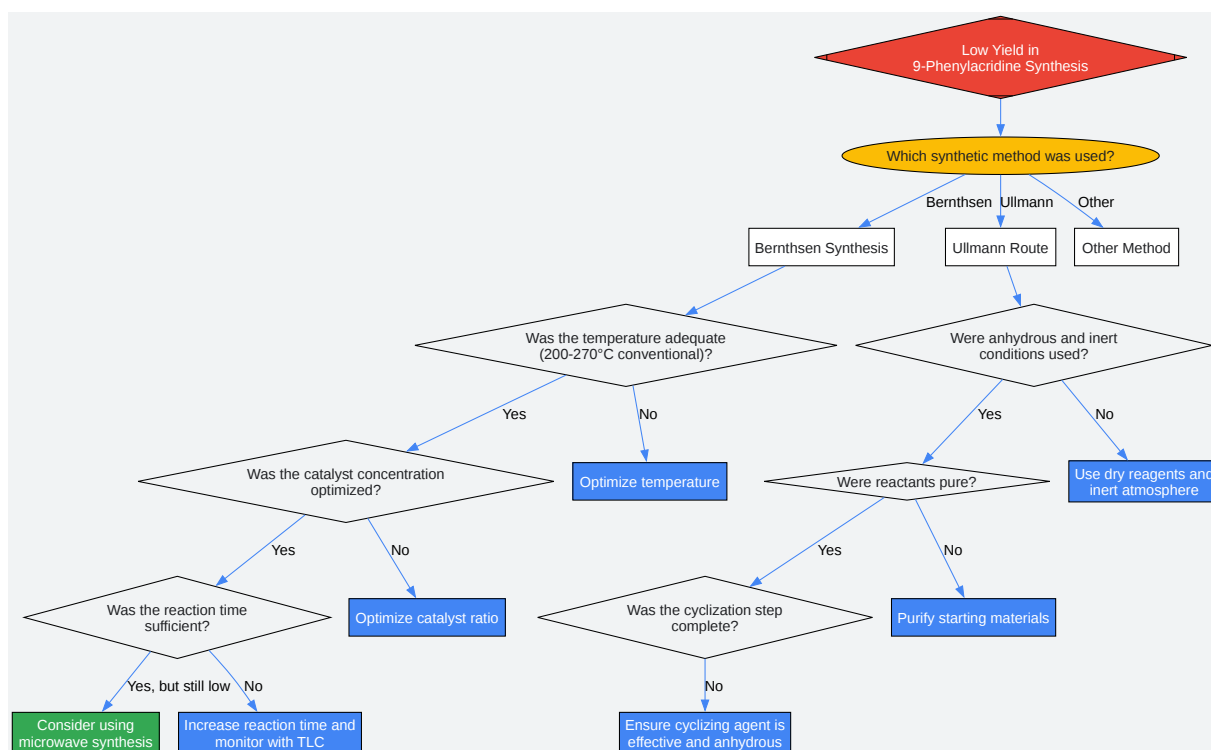 Low Yield in
9-Phenylacridine Synthesis
Which synthetic method was used?
Bernthsen
Ullmann
Other
Bernthsen Synthesis
Ullmann Route
Other Method
Was the temperature adequate
(200-270°C conventional)?
Were anhydrous and inert
conditions used?
Yes
No
Yes
No
Was the catalyst concentration
optimized?
Optimize temperature
Were reactants pure?
Use dry reagents and
inert atmosphere
Yes
No
Yes
No
Was the reaction time
sufficient?
Optimize catalyst ratio
Was the cyclization step
complete?
Purify starting materials
Yes, but still low
No
No
Consider using
microwave synthesis
Increase reaction time and
monitor with TLC
Ensure cyclizing agent is
effective and anhydrous